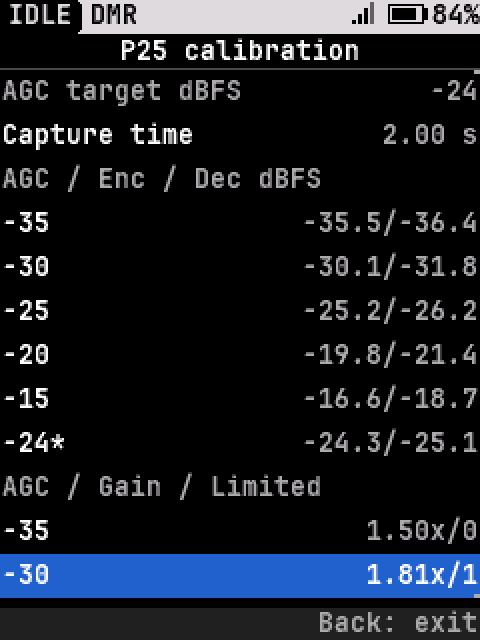 IDLE DMR 84%
P25 calibration
AGC target dBFS -24
Capture time 2.00 s
AGC / Enc / Dec dBFS
-35 -35.5/-36.4
-30 -30.1/-31.8
-25 -25.2/-26.2
-20 -19.8/-21.4
-15 -16.6/-18.7
-24* -24.3/-25.1
AGC / Gain / Limited
-35 1.50x/0
-30 1.81x/1
Back: exit